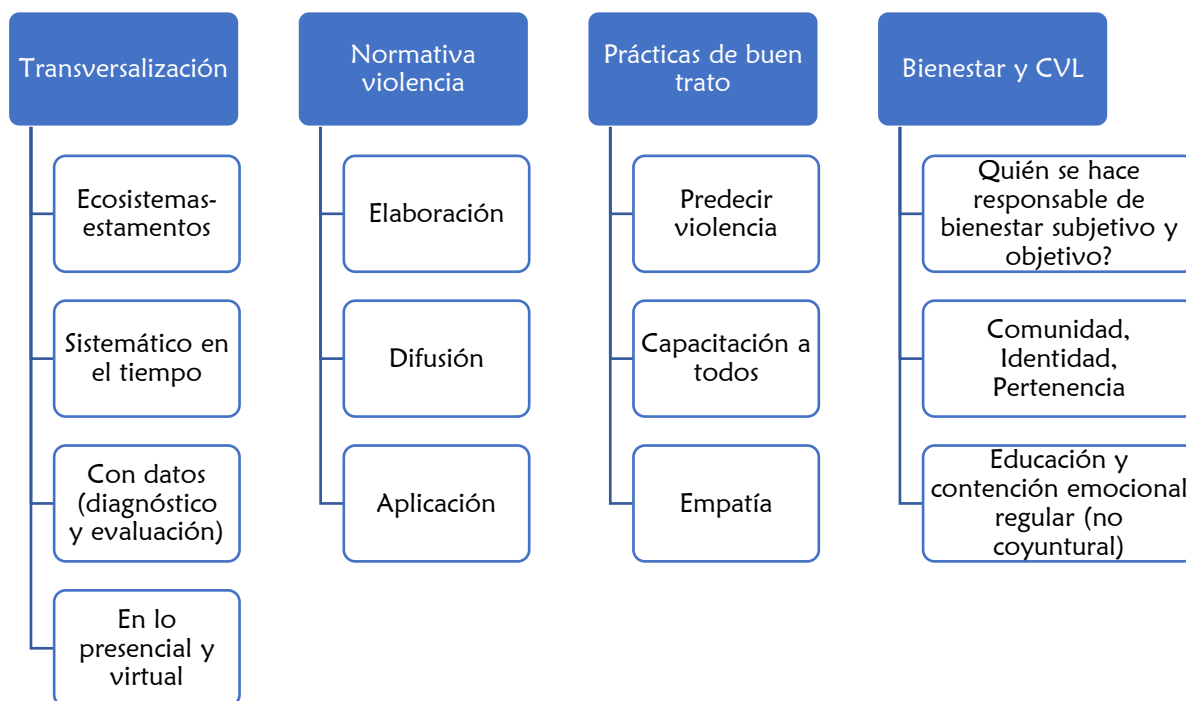 Transversalización
Ecosistemas-
estamentos
Sistemático en
el tiempo
Con datos
(diagnóstico
y evaluación)
En lo
presencial y
virtual
Normativa
violencia
Elaboración
Difusión
Aplicación
Prácticas de buen
trato
Predecir
violencia
Capacitación a
todos
Empatía
Bienestar y CVL
Quién se hace
responsable de
bienestar subjetivo y
objetivo?
Comunidad,
Identidad,
Pertenencia
Educación y
contención emocional
regular (no
coyuntural)